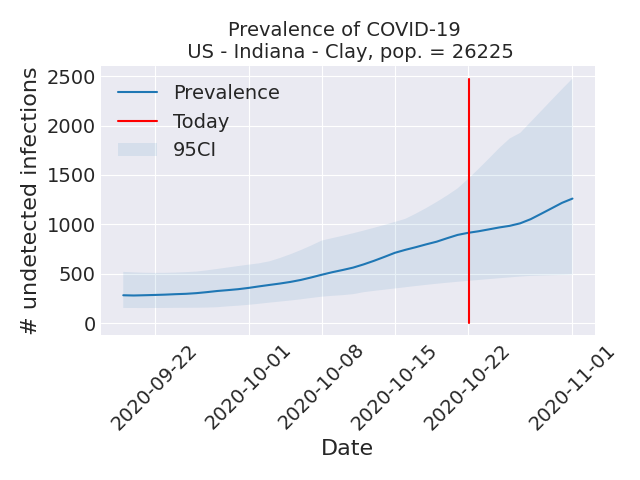 Prevalence of COVID-19
US - Indiana - Clay, pop. = 26225
# undetected infections
2500
2000
1500
1000
500
0
Prevalence
Today
95CI
2020-09-22
2020-10-01
2020-10-08
2020-10-15
2020-10-22
2020-11-01
Date